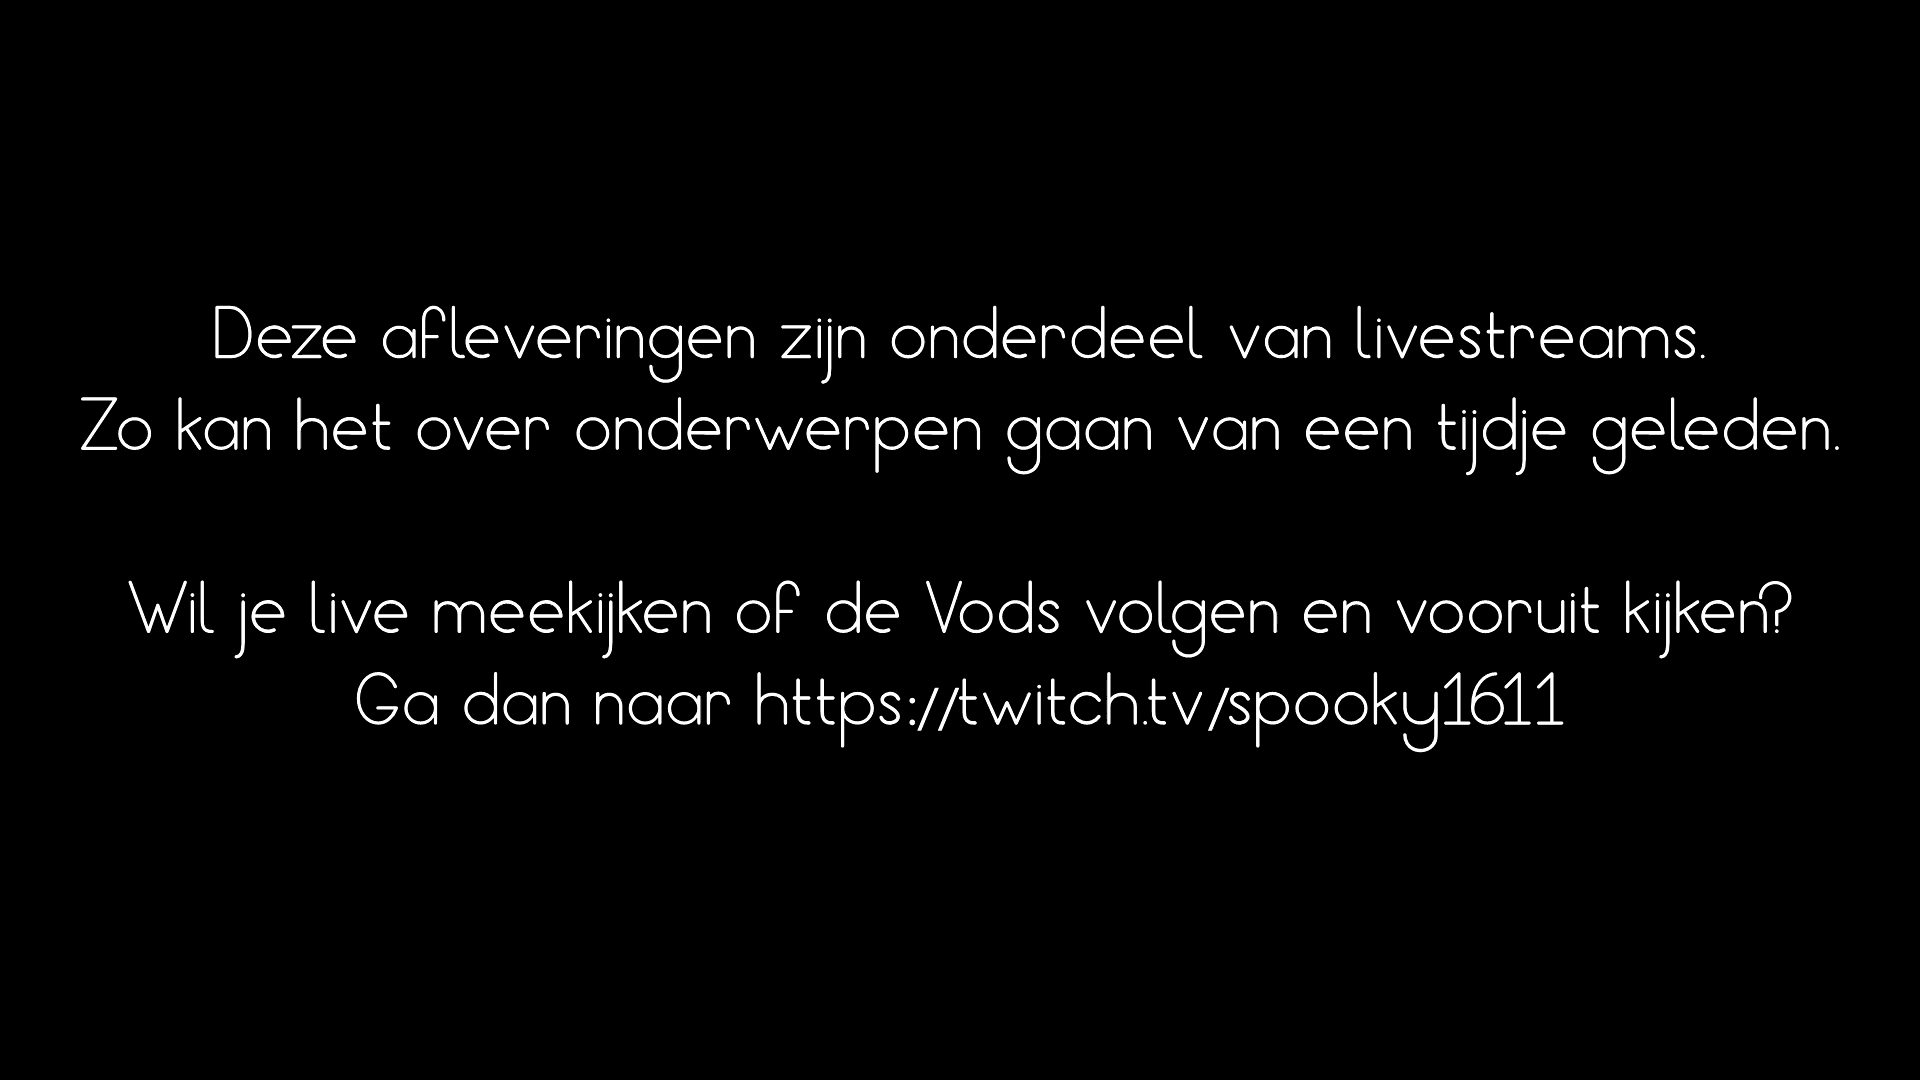 Deze afleveringen zijn onderdeel van livestreams.
Zo kan het over onderwerpen gaan van een tijdje geleden.
Wil je live meekijken of de Vods volgen en vooruit kijken?
Ga dan naar https://twitch.tv/spooky1611